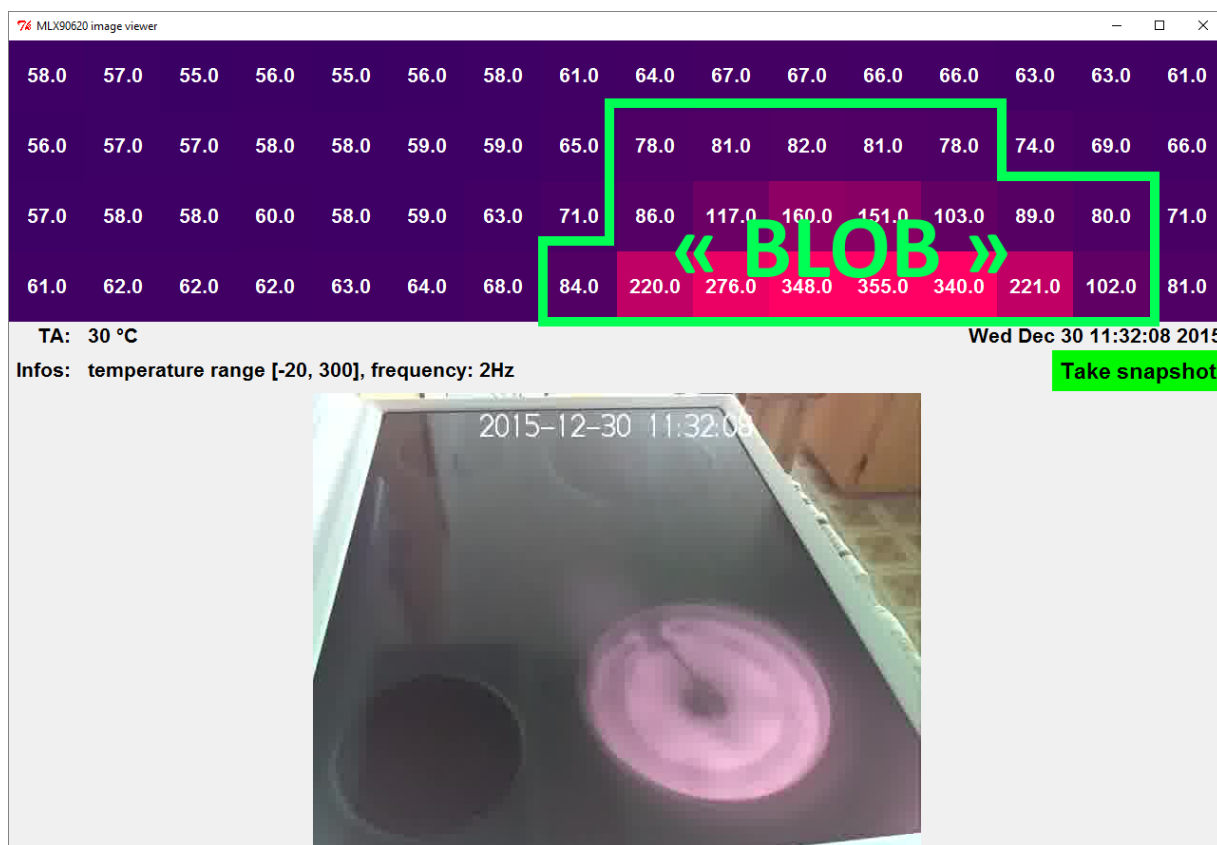 MLX90620 image viewer
58.0 57.0 55.0 56.0 55.0 56.0 58.0 61.0 64.0 67.0 67.0 66.0 66.0 63.0 63.0 61.0
56.0 57.0 57.0 58.0 58.0 59.0 59.0 65.0 78.0 81.0 82.0 81.0 78.0 74.0 69.0 66.0
57.0 58.0 58.0 60.0 58.0 59.0 63.0 71.0 86.0 117.0 160.0 151.0 103.0 89.0 80.0 71.0
« BLOB »
61.0 62.0 62.0 62.0 63.0 64.0 68.0 84.0 220.0 276.0 348.0 355.0 340.0 221.0 102.0 81.0
TA: 30 °C Wed Dec 30 11:32:08 2015
Infos: temperature range [-20, 300], frequency: 2Hz Take snapshot
2015-12-30 11:32:08